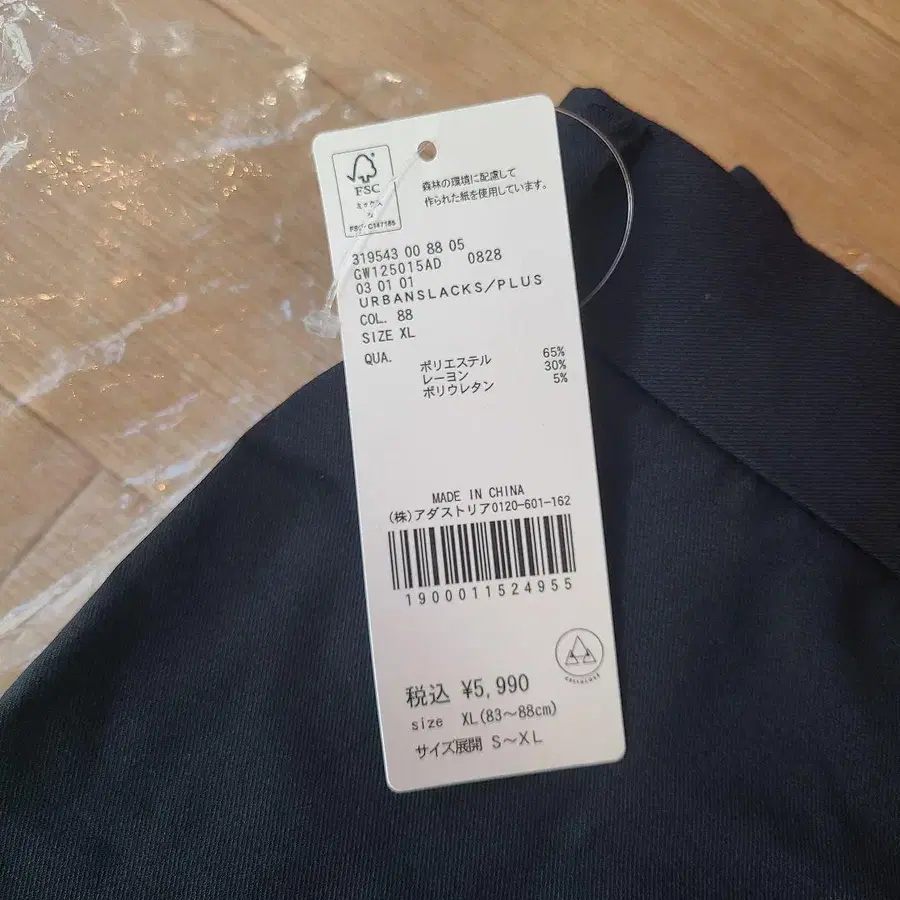 FSC
ミックス
紙
森林の環境に配慮して
作られた紙を使用しています。
319543 00 88 05
GW125015AD 0828
03 01 01
URBANSLACKS/PLUS
COL. 88
SIZE XL
QUA.
ポリエステル 65%
レーヨン 30%
ポリウレタン 5%
MADE IN CHINA
(株)アダストリア0120-601-162
1900011524955
CELLULOSE
税込 ¥5,990
size XL(83～88cm)
サイズ展開 S～XL